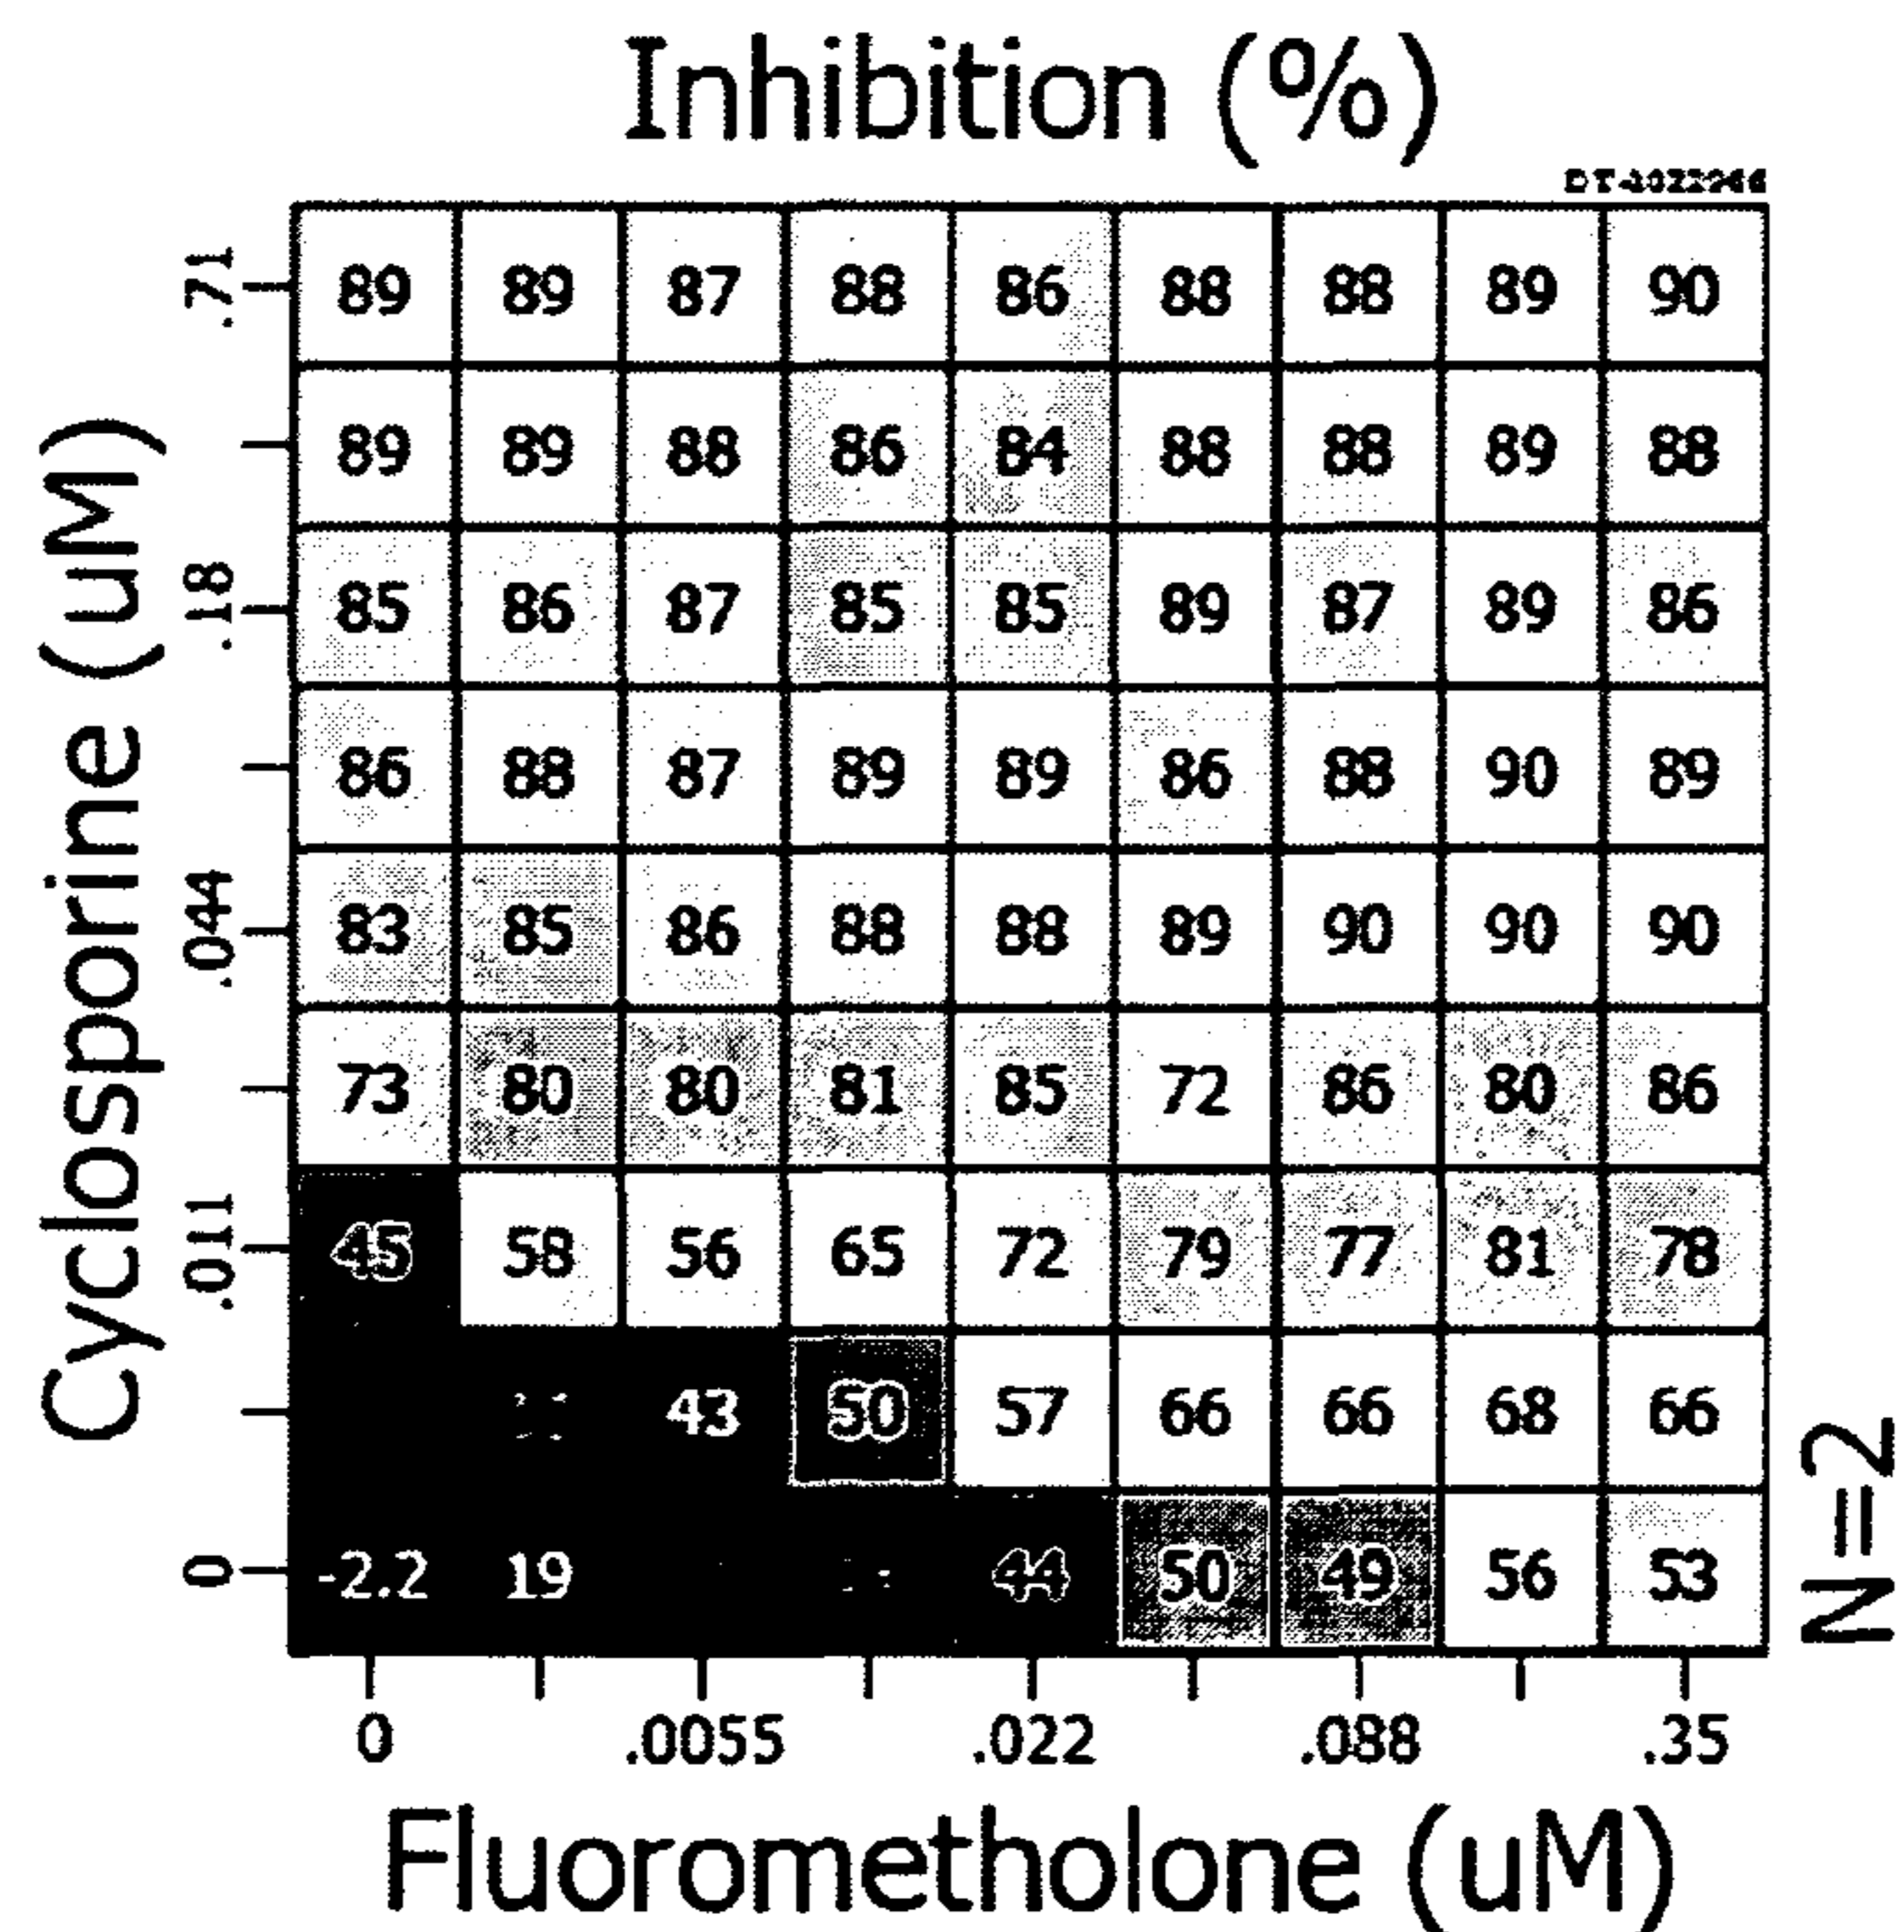 Inhibition (%)
.71 89 89 87 88 86 88 88 89 90
89 89 88 86 84 88 88 89 88
.18 85 86 87 85 85 89 87 89 86
86 88 87 89 89 86 88 90 89
.044 83 85 86 88 88 89 90 90 90
73 80 80 81 85 72 86 80 86
.011 45 58 56 65 72 79 77 81 78
43 50 57 66 66 68 66
0 -2.2 19 44 50 49 56 53
0 .0055 .022 .088 .35
Cyclosporine (uM)
Fluorometholone (uM)
N=2